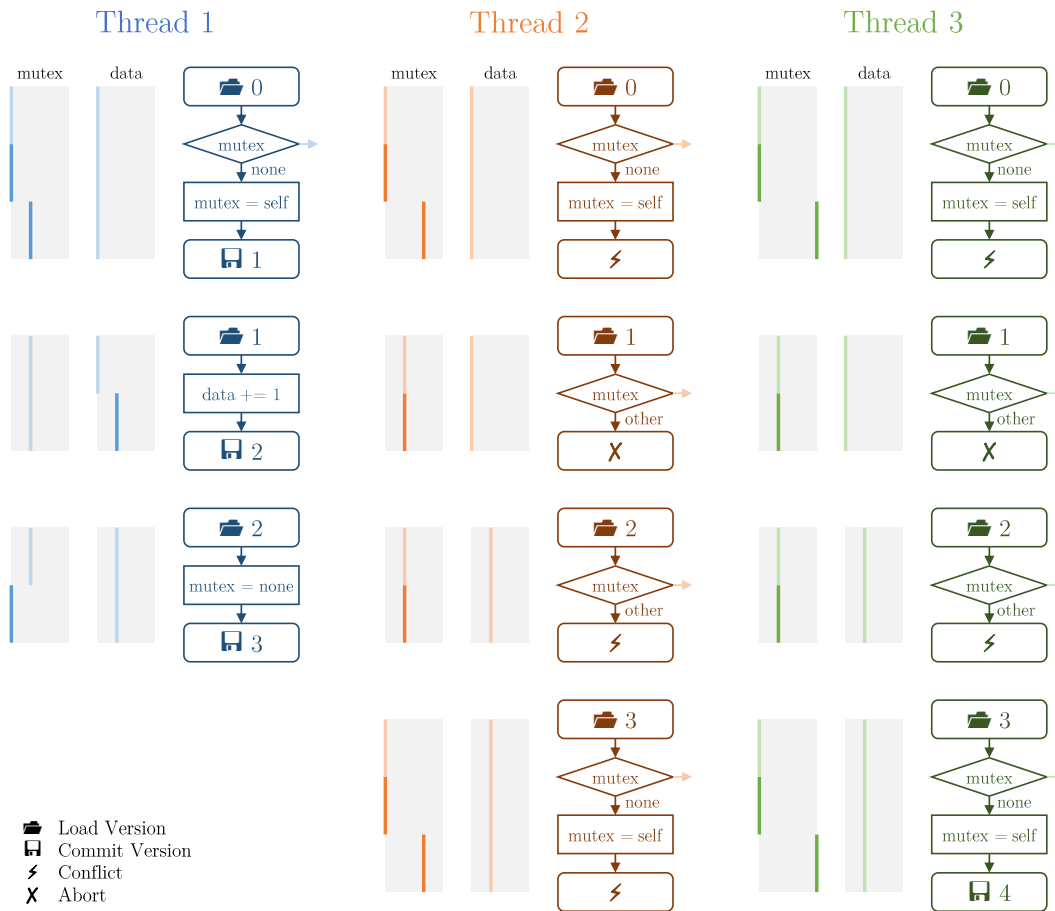 Thread 1
Thread 2
Thread 3
mutex data
0
mutex
none
mutex = self
1
mutex data
0
mutex
none
mutex = self
mutex data
0
mutex
none
mutex = self
1
data += 1
2
1
mutex
other
1
mutex
other
2
mutex = none
3
2
mutex
other
2
mutex
other
3
mutex
none
mutex = self
3
mutex
none
mutex = self
4
Load Version
Commit Version
Conflict
Abort